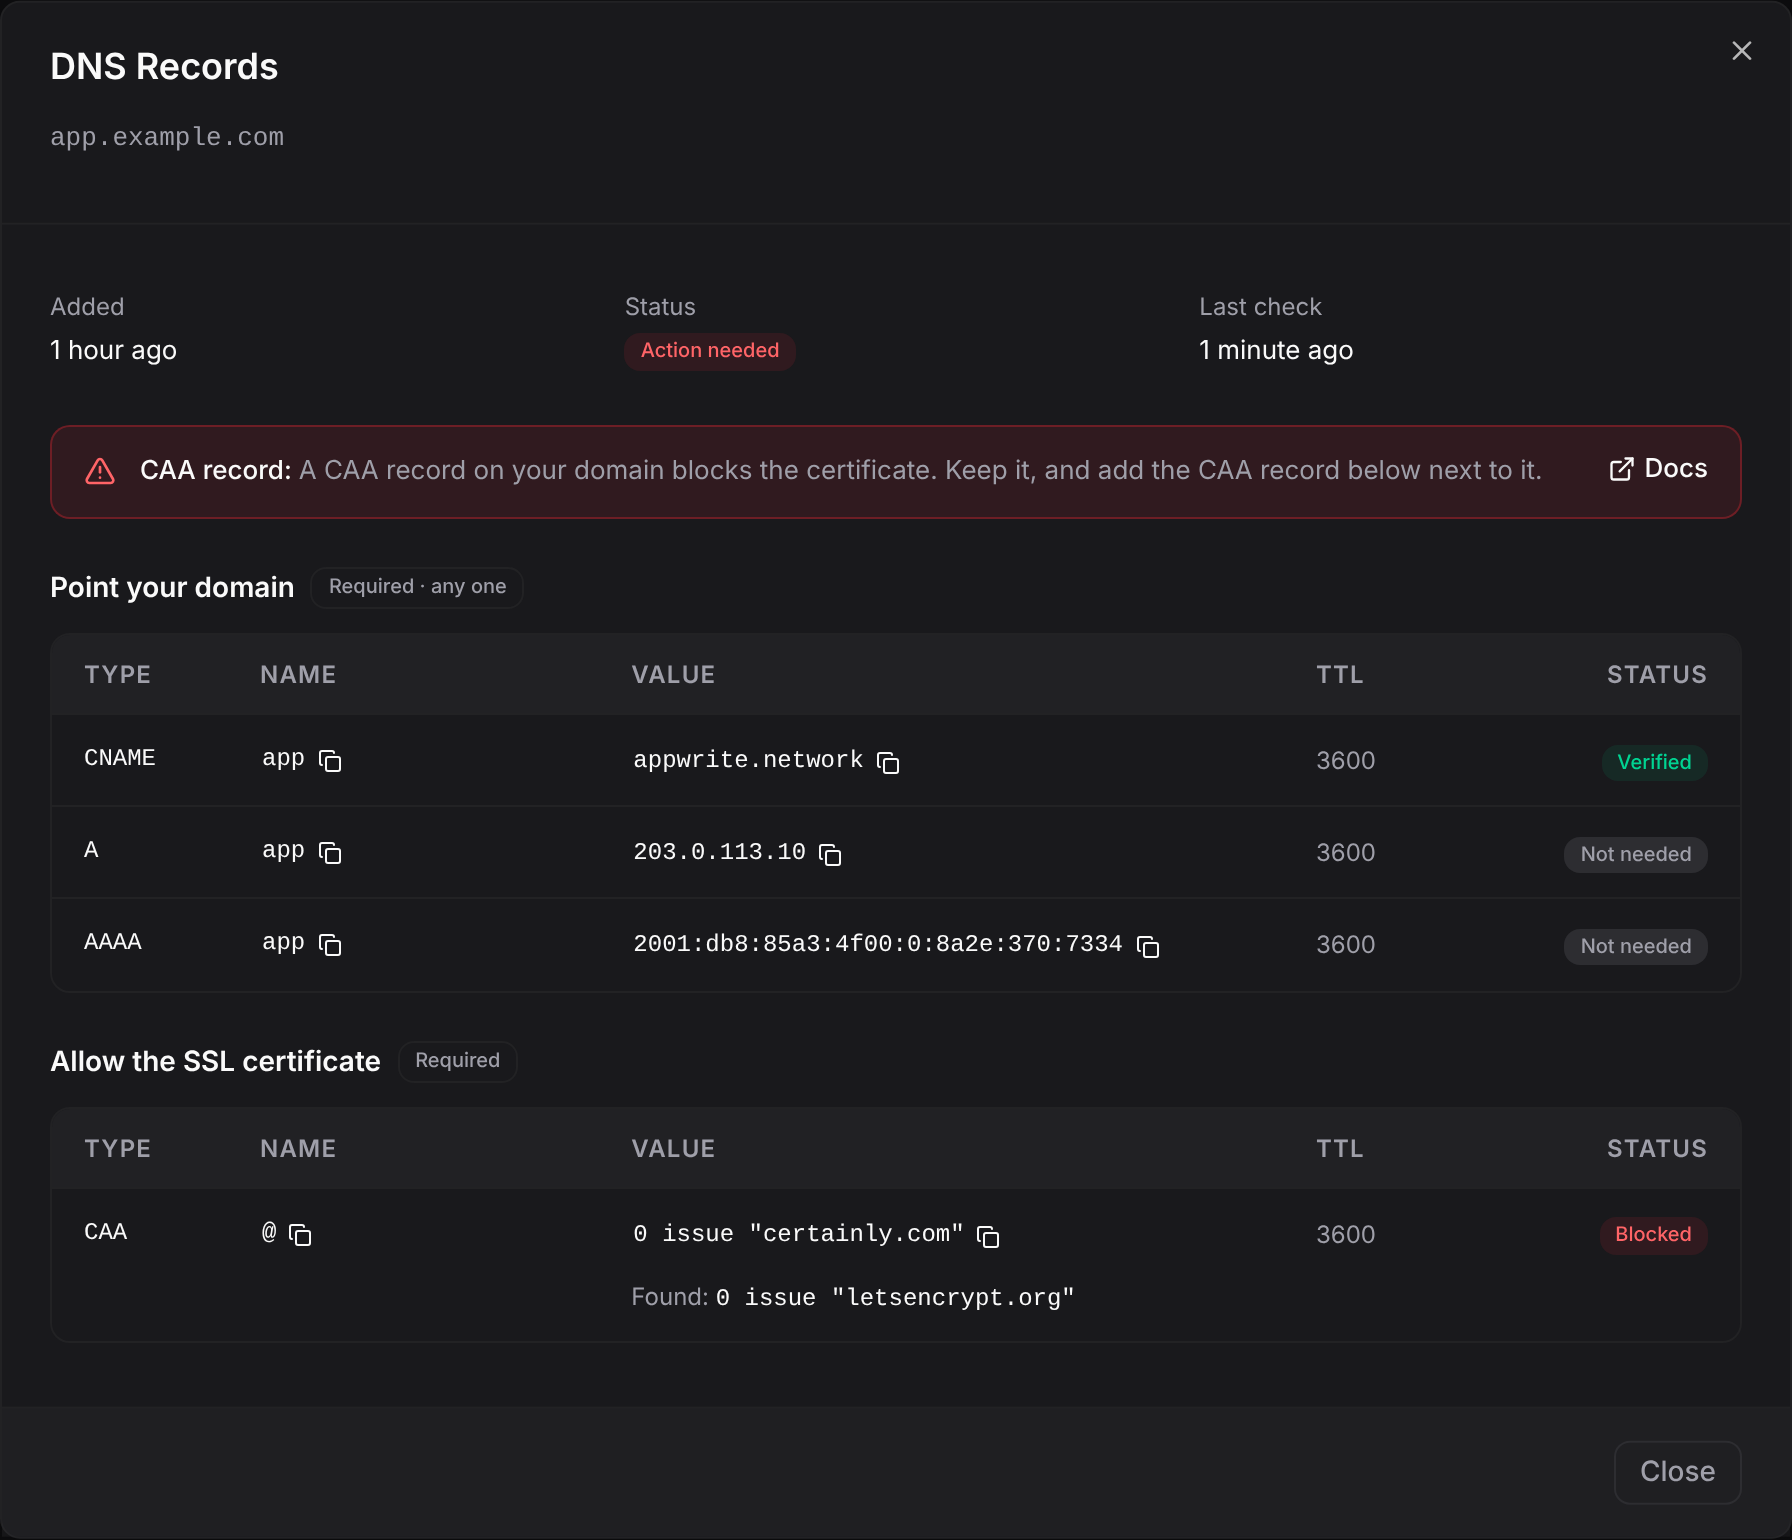 DNS Records
app.example.com
Added Status Last check
1 hour ago Action needed 1 minute ago
CAA record: A CAA record on your domain blocks the certificate. Keep it, and add the CAA record below next to it. Docs
Point your domain Required · any one
TYPE NAME VALUE TTL STATUS
CNAME app appwrite.network 3600 Verified
A app 203.0.113.10 3600 Not needed
AAAA app 2001:db8:85a3:4f00:0:8a2e:370:7334 3600 Not needed
Allow the SSL certificate Required
TYPE NAME VALUE TTL STATUS
CAA @ 0 issue "certainly.com" 3600 Blocked
Found: 0 issue "letsencrypt.org"
Close